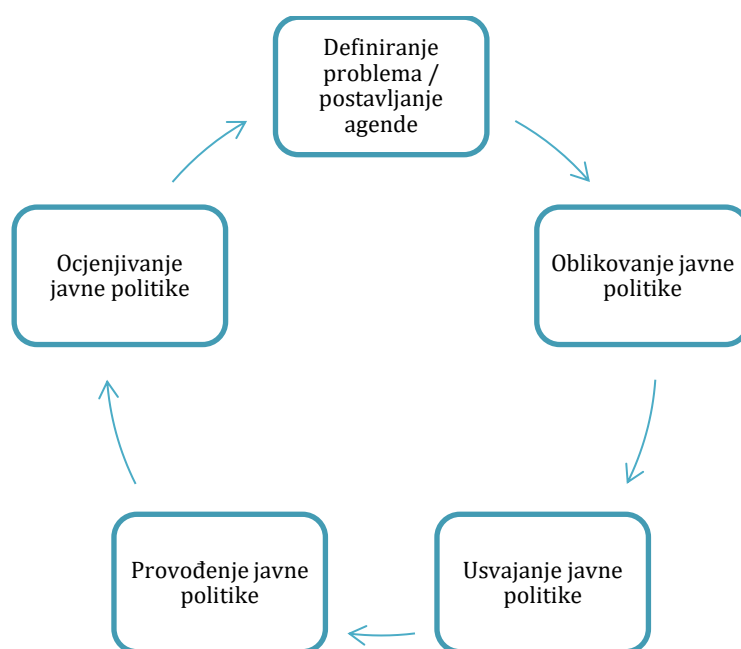 Definiranje
problema /
postavljanje
agende
Oblikovanje javne
politike
Usvajanje javne
politike
Provođenje javne
politike
Ocjenjivanje
javne politike